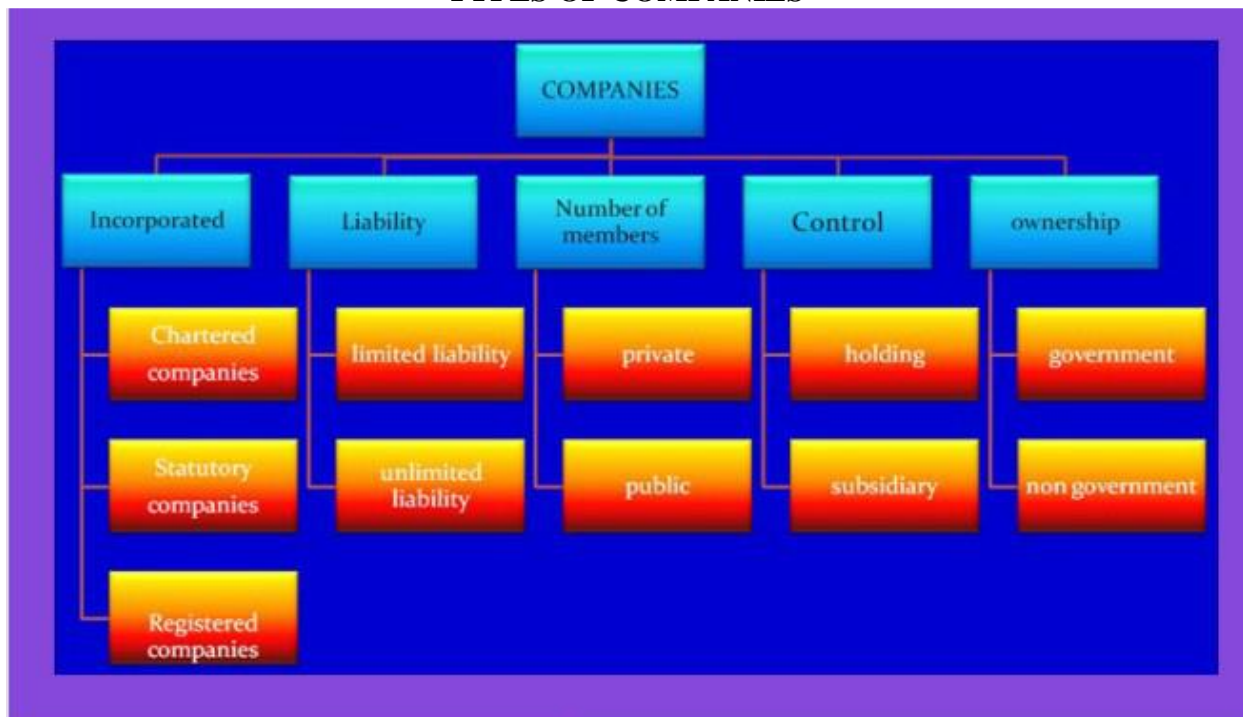 COMPANIES
Incorporated
Liability
Number of
members
Control
ownership
Chartered
companies
limited liability
private
holding
government
Statutory
companies
unlimited
liability
public
subsidiary
non government
Registered
companies